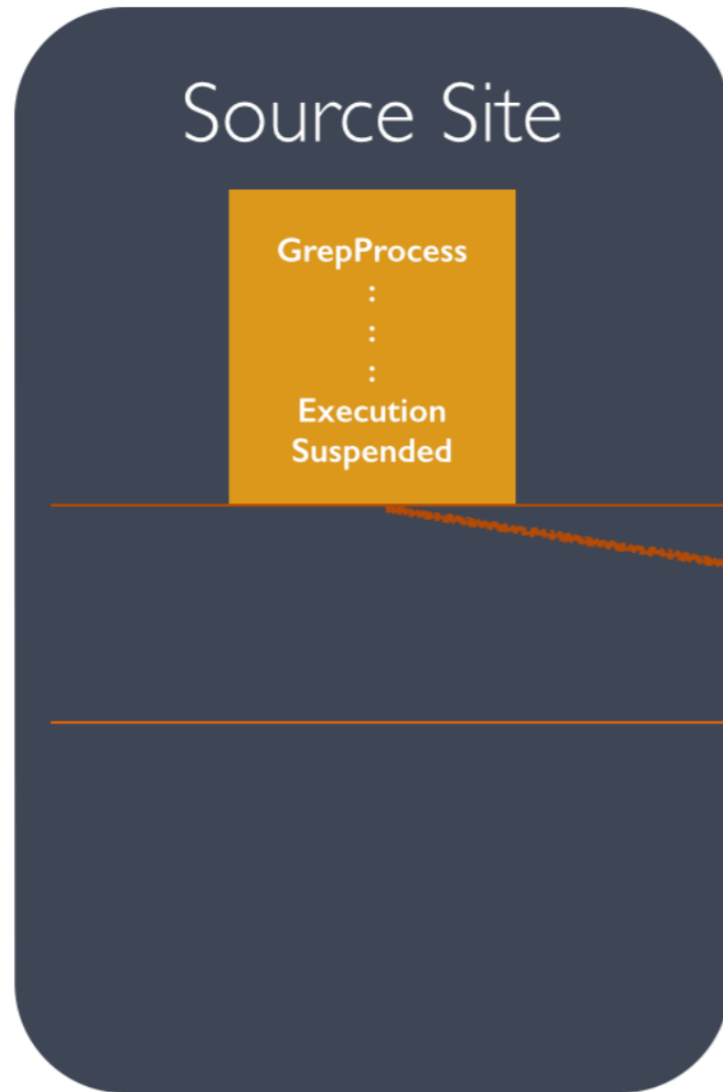 Source Site
GrepProcess
:
:
:
Execution
Suspended